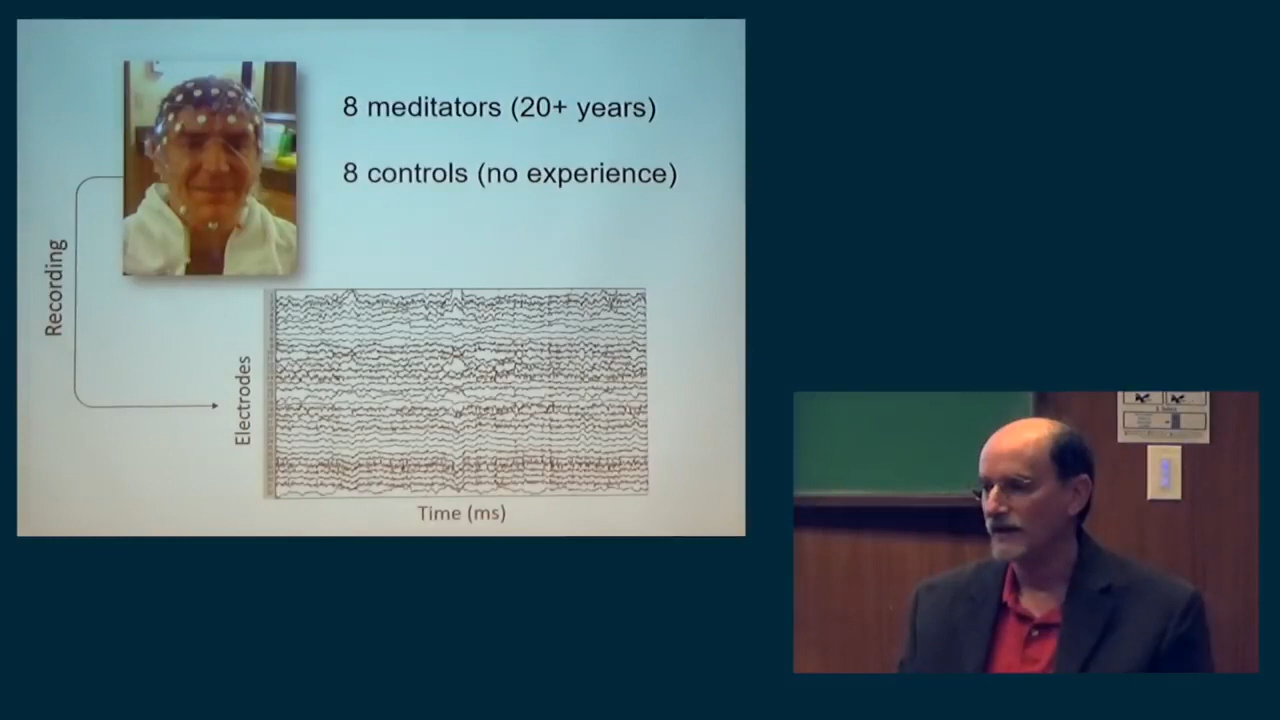 8 meditators (20+ years)
8 controls (no experience)
Recording
Electrodes
Time (ms)